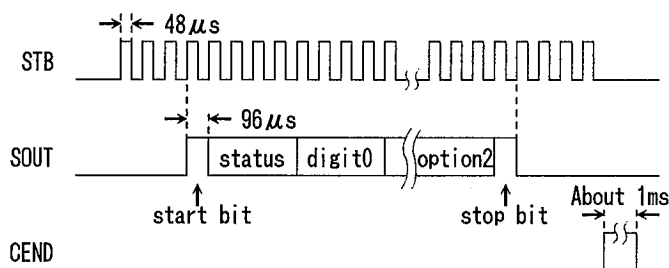 48μs
STB
96μs
SOUT status digit0 option2
start bit stop bit About 1ms
CEND